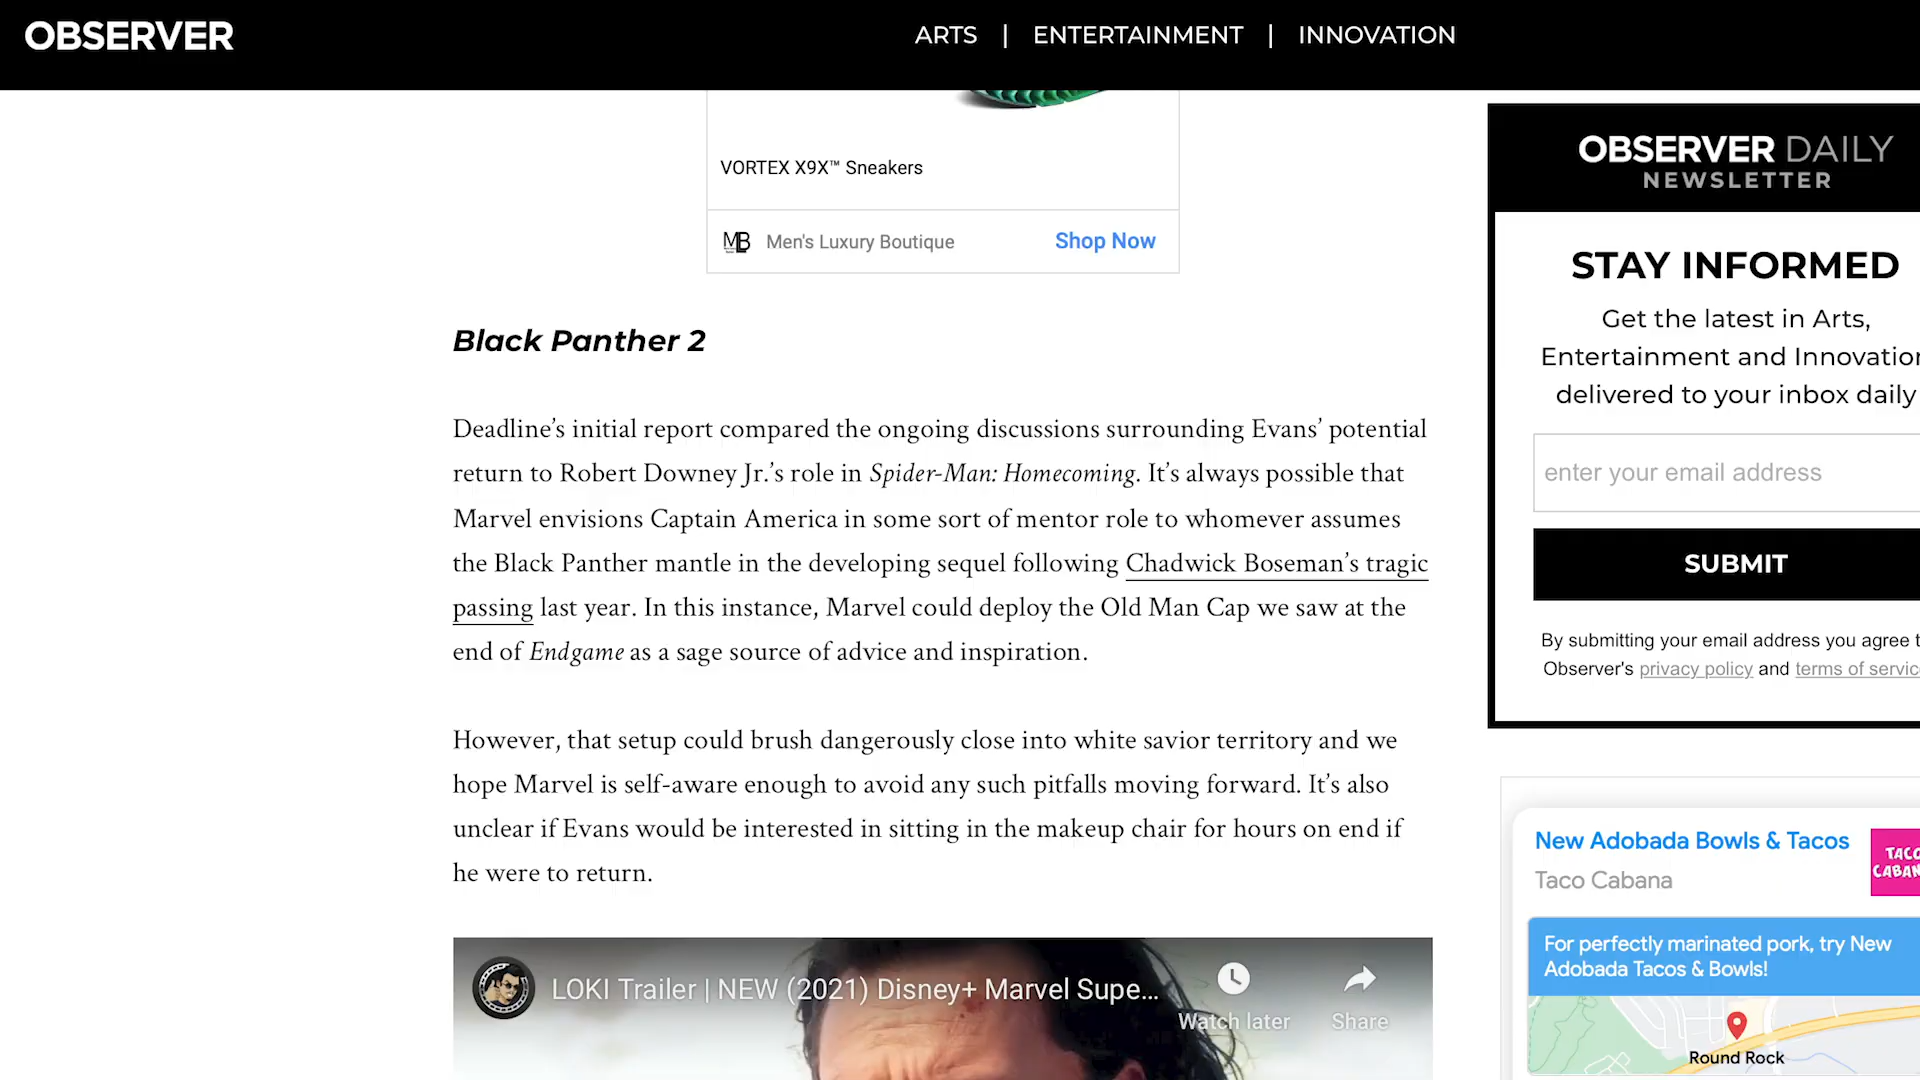 OBSERVER
ARTS | ENTERTAINMENT | INNOVATION
VORTEX X9X™ Sneakers
MB Men's Luxury Boutique Shop Now
Black Panther 2
Deadline’s initial report compared the ongoing discussions surrounding Evans’ potential
return to Robert Downey Jr.’s role in Spider-Man: Homecoming. It’s always possible that
Marvel envisions Captain America in some sort of mentor role to whomever assumes
the Black Panther mantle in the developing sequel following Chadwick Boseman’s tragic
passing last year. In this instance, Marvel could deploy the Old Man Cap we saw at the
end of Endgame as a sage source of advice and inspiration.
However, that setup could brush dangerously close into white savior territory and we
hope Marvel is self-aware enough to avoid any such pitfalls moving forward. It’s also
unclear if Evans would be interested in sitting in the makeup chair for hours on end if
he were to return.
LOKI Trailer | NEW (2021) Disney+ Marvel Supe...
Watch later
Share
OBSERVER DAILY
NEWSLETTER
STAY INFORMED
Get the latest in Arts,
Entertainment and Innovation
delivered to your inbox daily
enter your email address
SUBMIT
By submitting your email address you agree t
Observer's privacy policy and terms of servic
New Adobada Bowls & Tacos
Taco Cabana
TACO
CABAN
For perfectly marinated pork, try New
Adobada Tacos & Bowls!
Round Rock